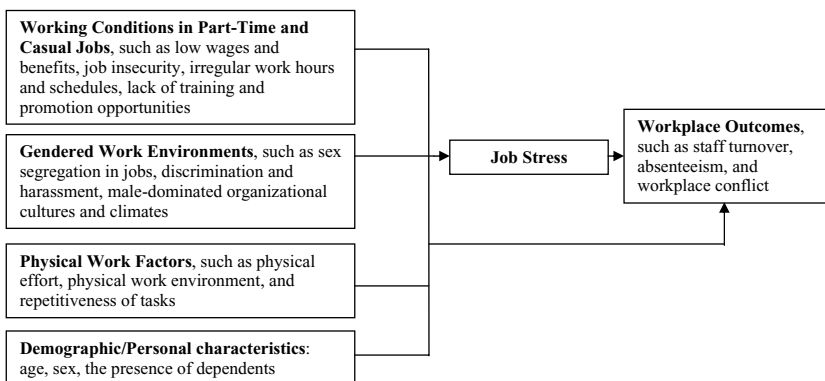 Working Conditions in Part-Time and
Casual Jobs, such as low wages and
benefits, job insecurity, irregular work hours
and schedules, lack of training and
promotion opportunities
Gendered Work Environments, such as sex
segregation in jobs, discrimination and
harassment, male-dominated organizational
cultures and climates
Physical Work Factors, such as physical
effort, physical work environment, and
repetitiveness of tasks
Demographic/Personal characteristics:
age, sex, the presence of dependents
Job Stress
Workplace Outcomes,
such as staff turnover,
absenteeism, and
workplace conflict